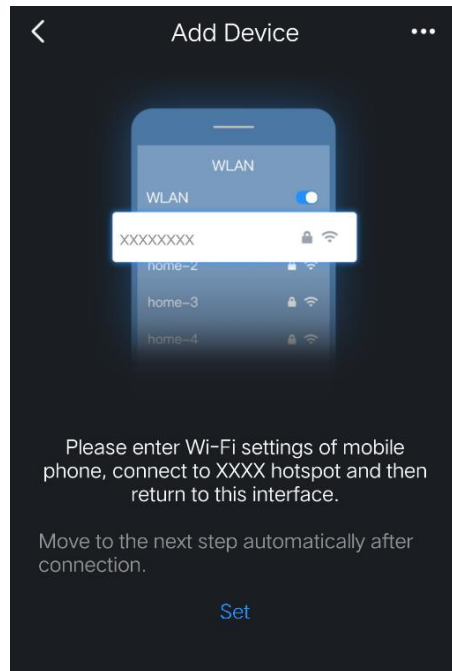 Add Device
WLAN
WLAN
XXXXXXXX
home-2
home-3
home-4
Please enter Wi-Fi settings of mobile
phone, connect to XXXX hotspot and then
return to this interface.
Move to the next step automatically after
connection.
Set